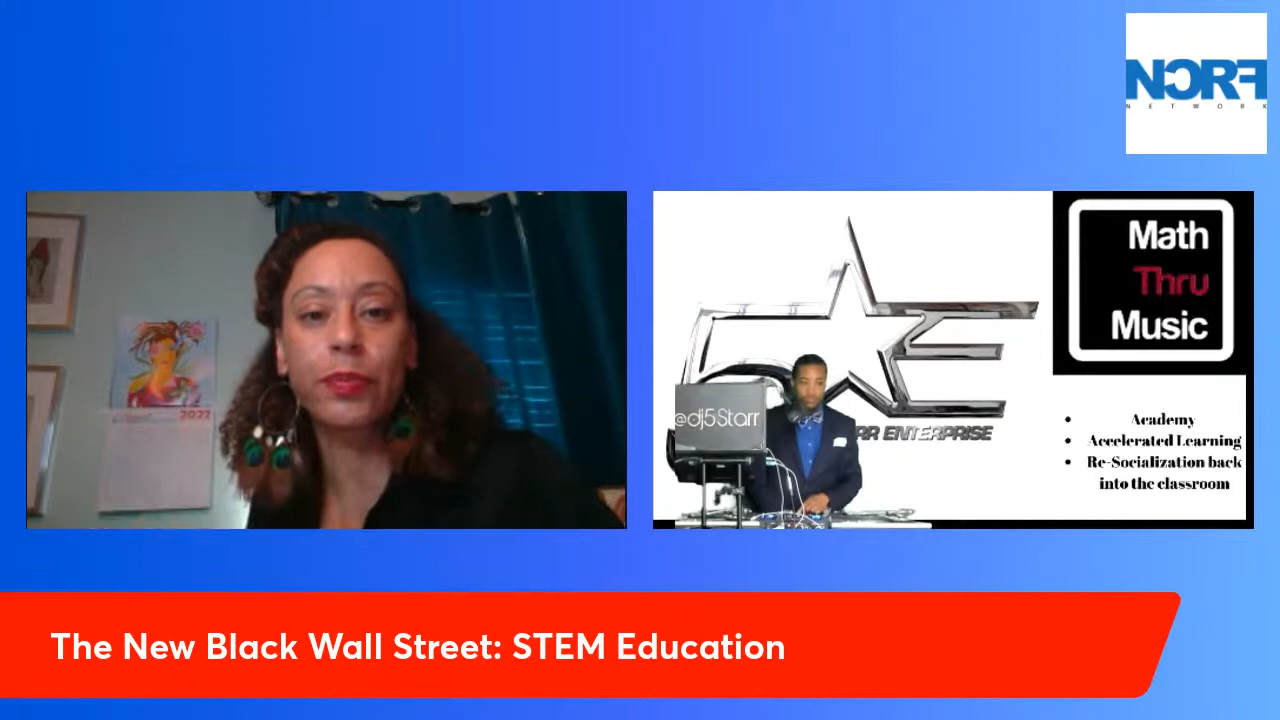 NORF
NETWORK
2022
Math
Thru
Music
@dj5Starr
RR ENTERPRISE
Academy
Accelerated Learning
Re-Socialization back
into the classroom
The New Black Wall Street: STEM Education